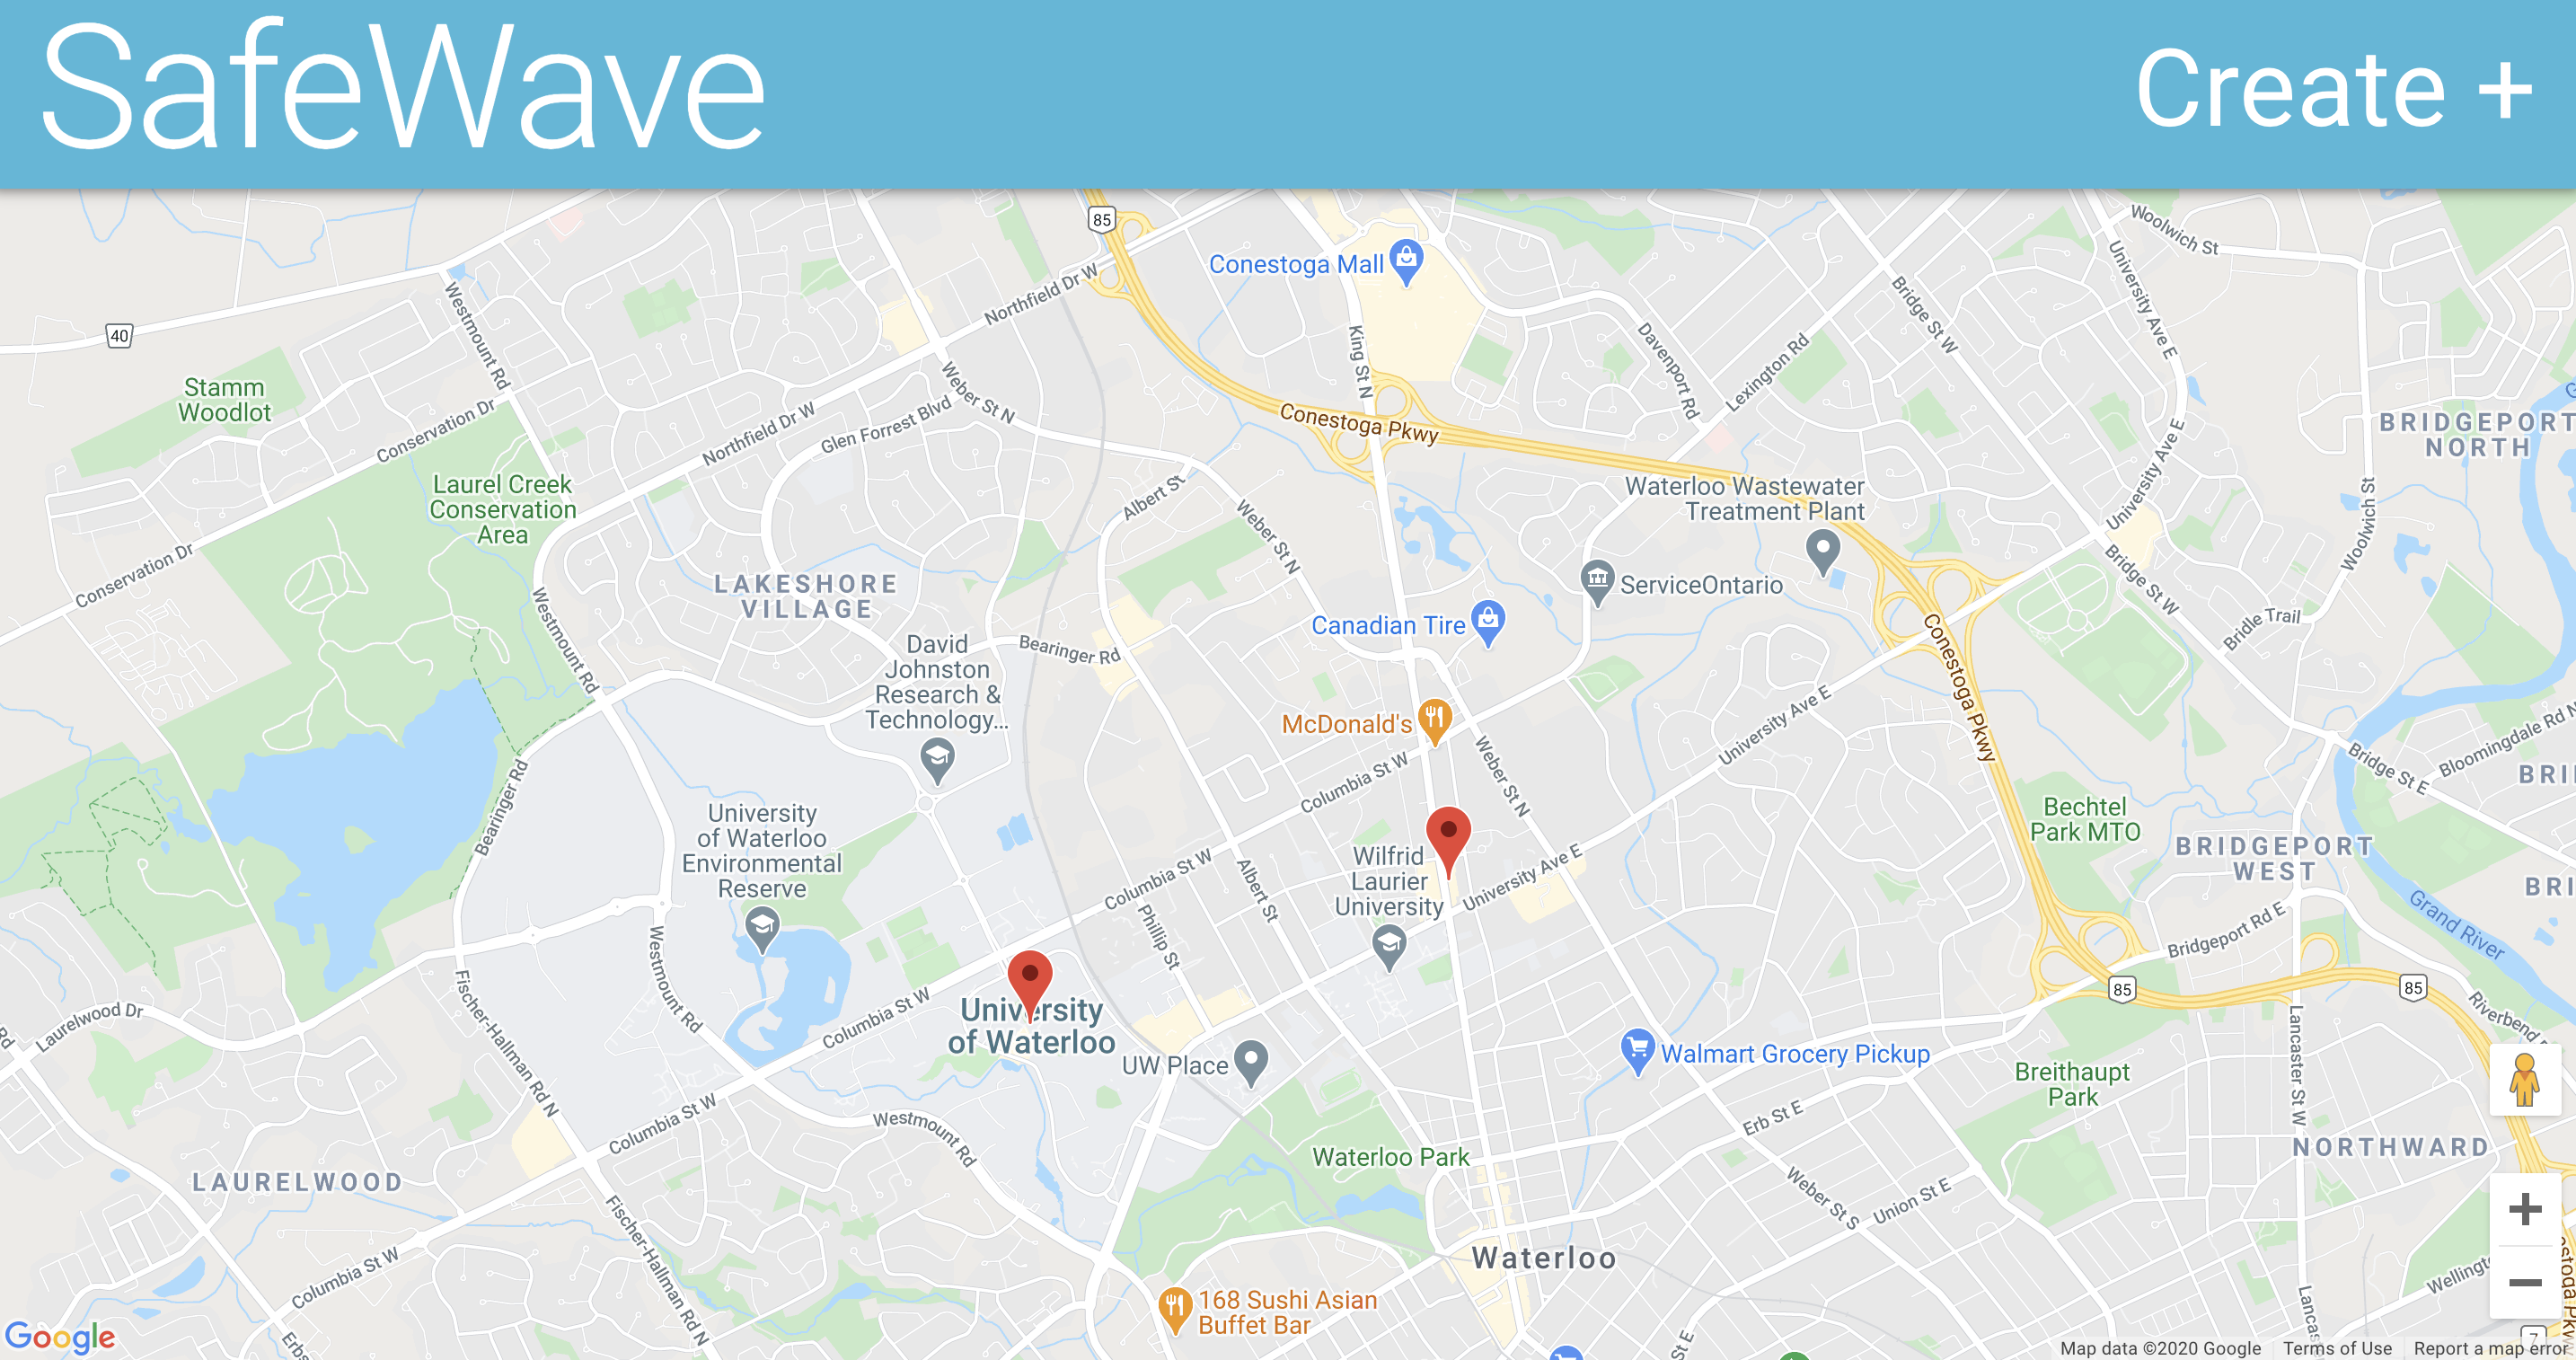 SafeWave
Create +
85
Woolwich St
Conestoga Mall
Northfield Dr W
University Ave E
Westmount Rd
Bridge St W
40
King St N
Davenport Rd
Lexington Rd
Weber St N
Stamm
Woodlot
Conservation Dr
Northfield Dr W
Glen Forrest Blvd
Conestoga Pkwy
BRIDGEPORT
NORTH
University Ave E
Laurel Creek
Conservation
Area
Albert St
Weber St N
Waterloo Wastewater
Treatment Plant
Woolwich St
Conservation Dr
LAKESHORE
VILLAGE
ServiceOntario
Bridge St W
Westmount Rd
Canadian Tire
Bridle Trail
David
Johnston
Research &
Technology...
Bearinger Rd
Conestoga Pkwy
McDonald's
University Ave E
Weber St N
Columbia St W
Bloomingdale Rd N
Bridge St E
BRI
Bearinger Rd
University
of Waterloo
Environmental
Reserve
Bechtel
Park MTO
BRIDGEPORT
WEST
Wilfrid
Laurier
University
Columbia St W
Albert St
University Ave E
BRI
Phillip St
Grand River
Bridgeport Rd E
Westmount Rd
Fischer-Hallman Rd N
85
85
Laurelwood Dr
Rd
Columbia St W
University
of Waterloo
UW Place
Walmart Grocery Pickup
Riverbend
Lancaster St W
Breithaupt
Park
Columbia St W
Westmount Rd
Erb St E
Waterloo Park
NORTHWARD
LAURELWOOD
Weber St S
Union St E
Fischer-Hallman Rd N
Columbia St W
Waterloo
168 Sushi Asian
Buffet Bar
Google
Erbs
St E
Lancas
Wellingt
estoga Pkwy
7
Map data ©2020 Google
Terms of Use
Report a map error